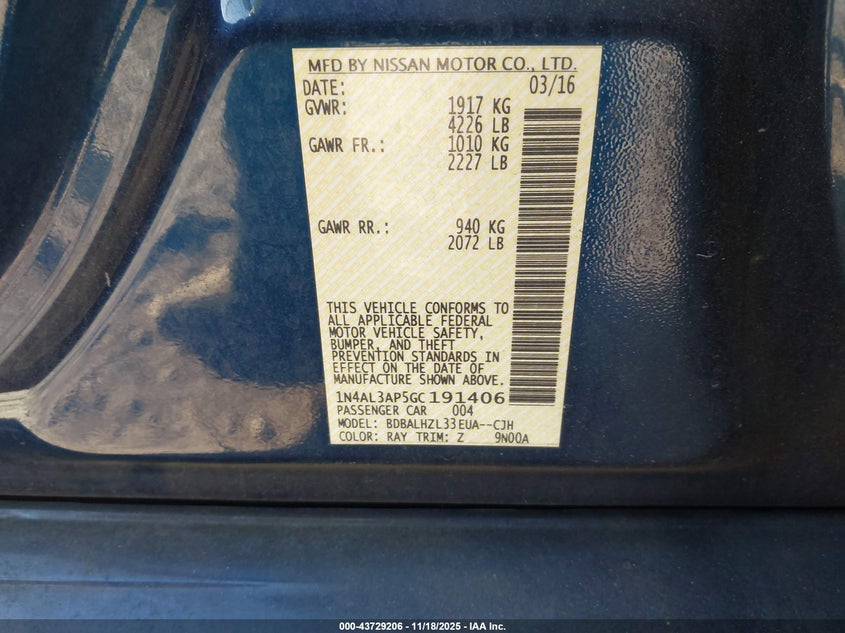 MFD BY NISSAN MOTOR CO., LTD.
DATE: 03/16
GVWR: 1917 KG
4226 LB
GAWR FR.: 1010 KG
2227 LB
GAWR RR.: 940 KG
2072 LB
THIS VEHICLE CONFORMS TO
ALL APPLICABLE FEDERAL
MOTOR VEHICLE SAFETY,
BUMPER, AND THEFT
PREVENTION STANDARDS IN
EFFECT ON THE DATE OF
MANUFACTURE SHOWN ABOVE.
1N4AL3AP5GC191406
PASSENGER CAR 004
MODEL: BDBALHZL33EUA--CJH
COLOR: RAY TRIM: Z 9N00A
000-43729206 - 11/18/2025 - IAA Inc.